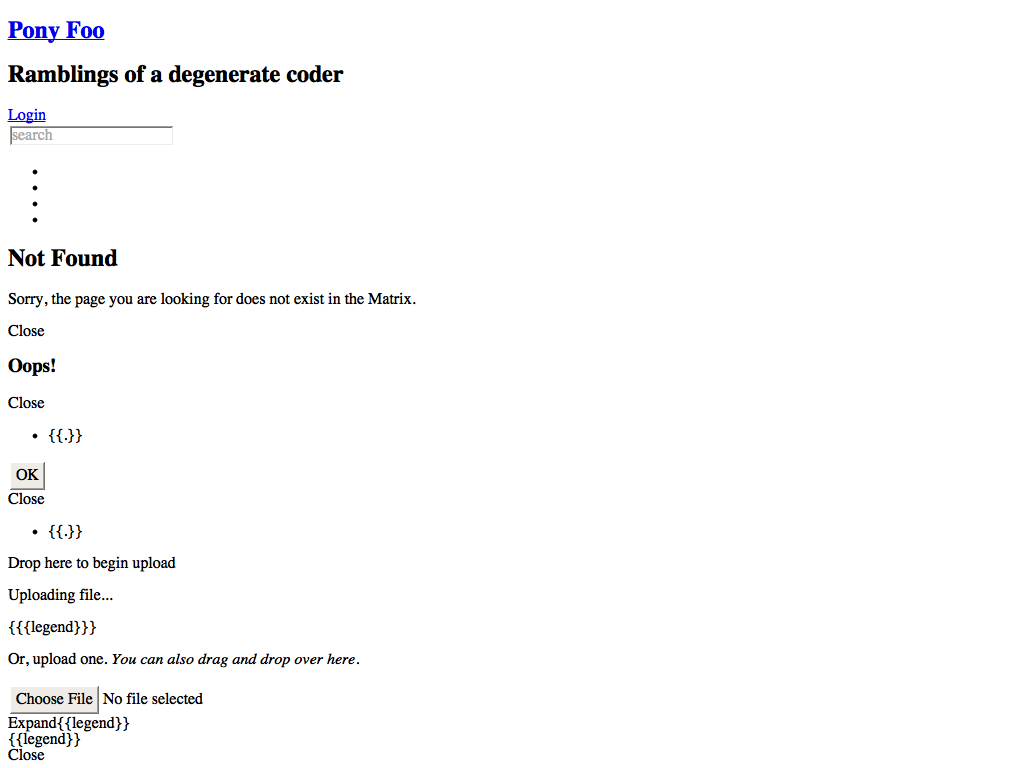 Pony Foo
Ramblings of a degenerate coder
Login
search
Not Found
Sorry, the page you are looking for does not exist in the Matrix.
Close
Oops!
Close
{{.}}
OK
Close
{{.}}
Drop here to begin upload
Uploading file...
{{{legend}}}
Or, upload one. You can also drag and drop over here.
Choose File No file selected
Expand{{legend}}
{{legend}}
Close